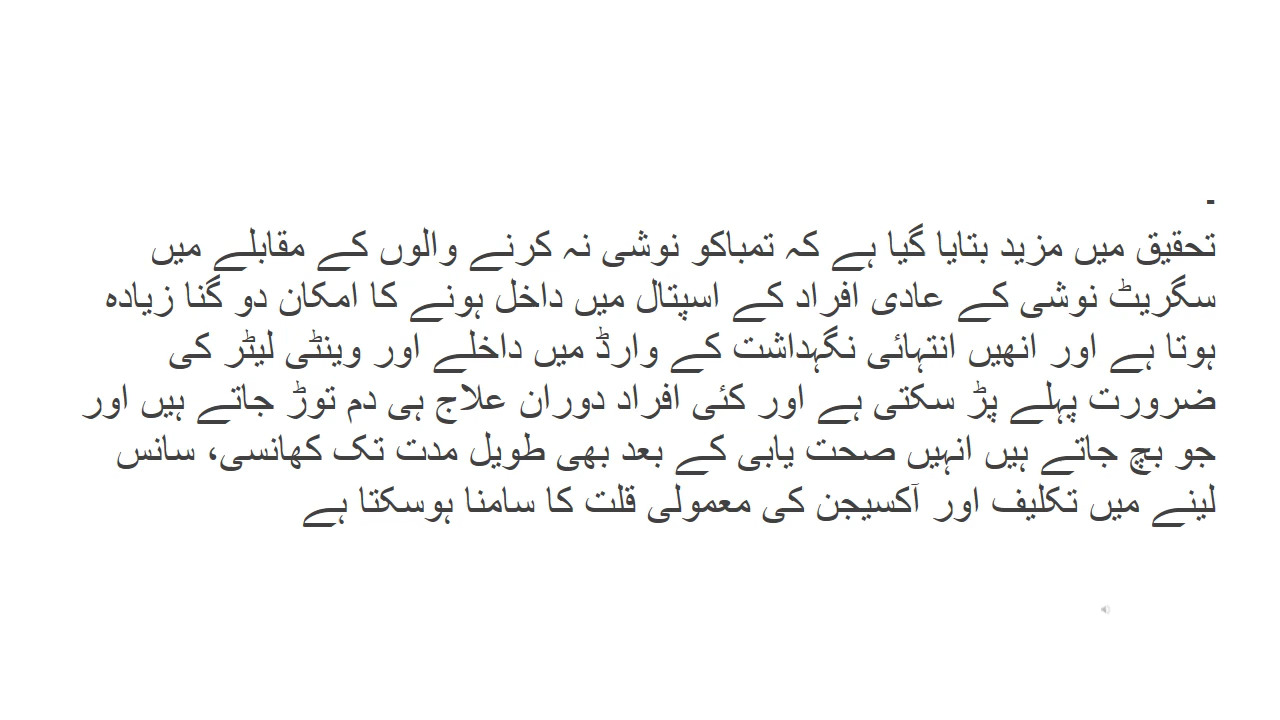 ۔
تحقیق میں مزید بتایا گیا ہے کہ تمباکو نوشی نہ کرنے والوں کے مقابلے میں
سگریٹ نوشی کے عادی افراد کے اسپتال میں داخل ہونے کا امکان دو گنا زیادہ
ہوتا ہے اور انھیں انتہائی نگہداشت کے وارڈ میں داخلے اور وینٹی لیٹر کی
ضرورت پہلے پڑ سکتی ہے اور کئی افراد دوران علاج ہی دم توڑ جاتے ہیں اور
جو بچ جاتے ہیں انہیں صحت یابی کے بعد بھی طویل مدت تک کھانسی، سانس
لینے میں تکلیف اور آکسیجن کی معمولی قلت کا سامنا ہوسکتا ہے